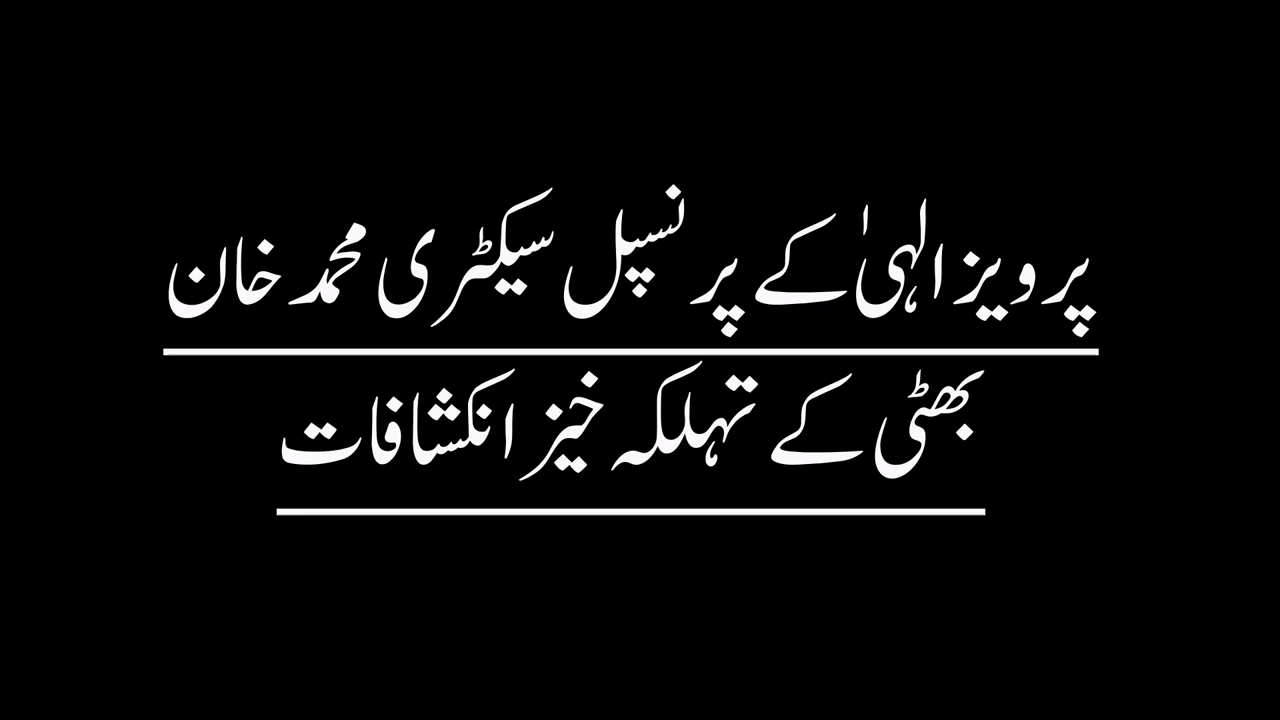 پرویز الٰہی کے پرنسپل سیکٹری محمد خان
بھٹی کے تہلکہ خیز انکشافات